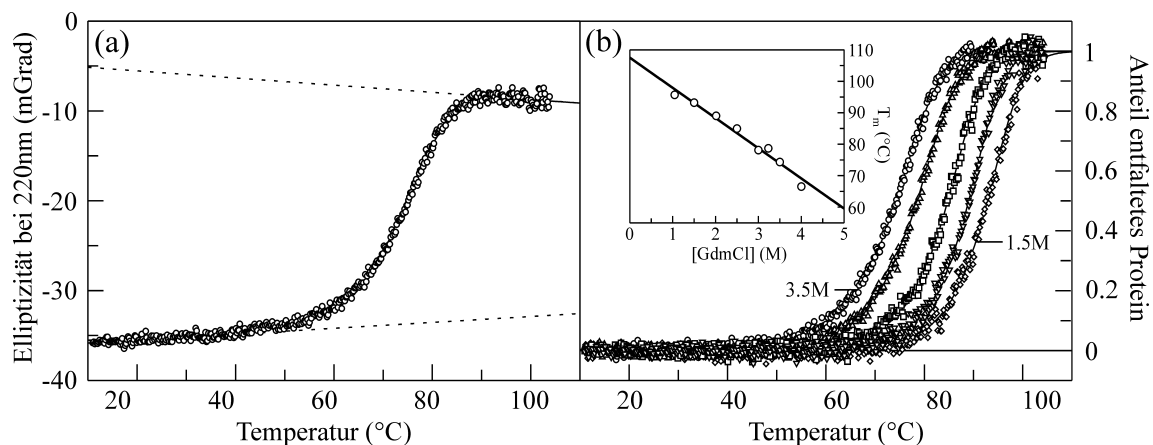 (a)
Elliptizität bei 220nm (mGrad)
0
-10
-20
-30
-40
20 40 60 80 100
Temperatur (°C)
(b)
110
100
90
80
70
60
T_m (°C)
0 1 2 3 4 5
[GdmCl] (M)
3.5M
1.5M
1
0.8
0.6
0.4
0.2
0
Anteil entfaltetes Protein
20 40 60 80 100
Temperatur (°C)